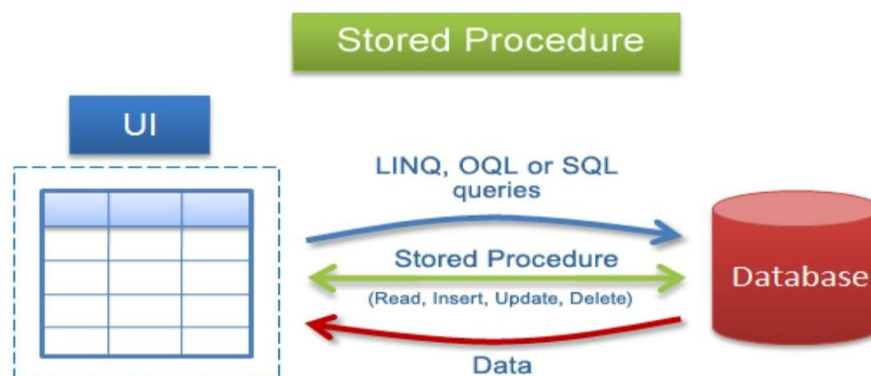 Stored Procedure
UI
LINQ, OQL or SQL
queries
Stored Procedure
(Read, Insert, Update, Delete)
Data
Database